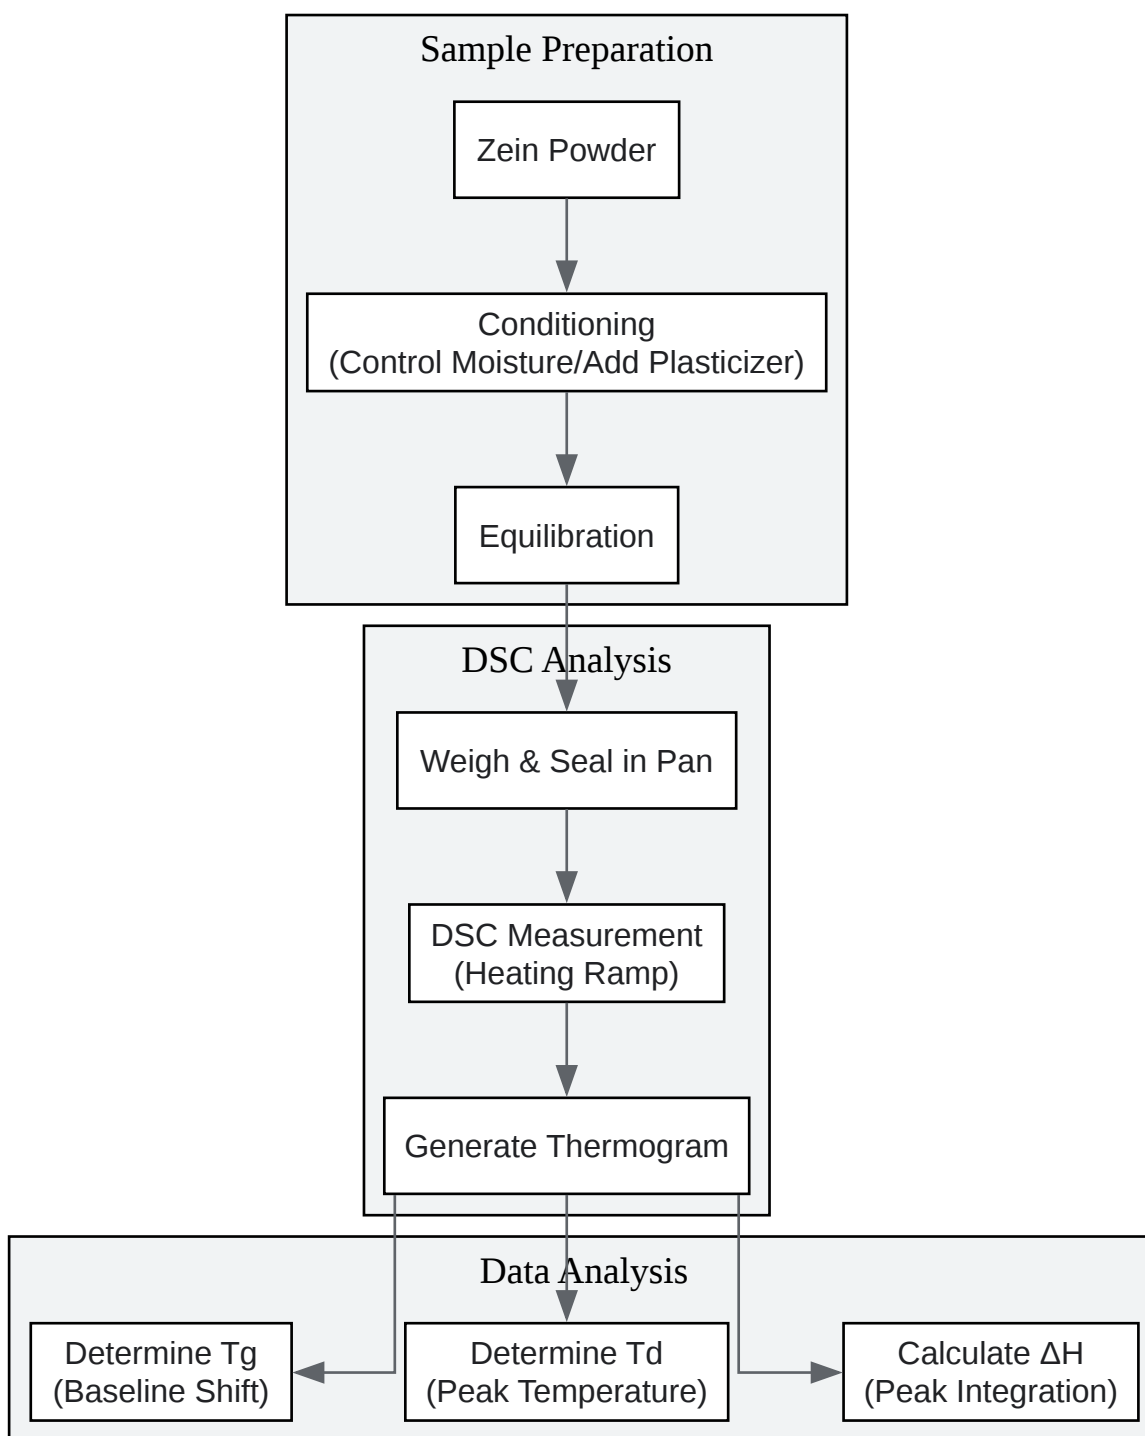 Sample Preparation
Zein Powder
Conditioning
(Control Moisture/Add Plasticizer)
Equilibration
DSC Analysis
Weigh & Seal in Pan
DSC Measurement
(Heating Ramp)
Generate Thermogram
Data Analysis
Determine Tg
(Baseline Shift)
Determine Td
(Peak Temperature)
Calculate ΔH
(Peak Integration)